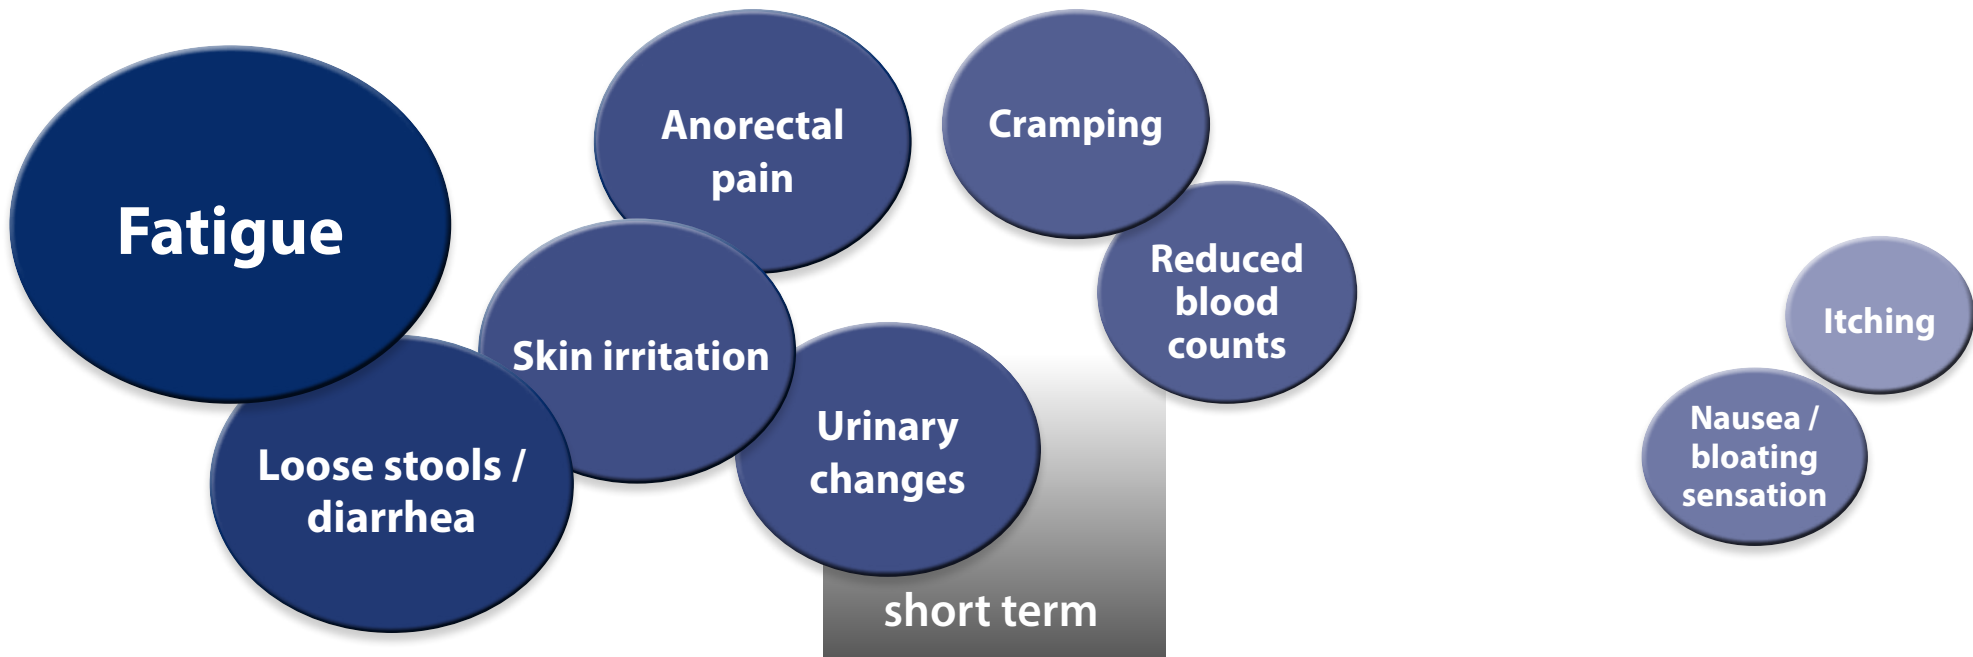 Fatigue
Anorectal
pain
Cramping
Reduced
blood
counts
Skin irritation
Loose stools /
diarrhea
Urinary
changes
short term
Itching
Nausea /
bloating
sensation